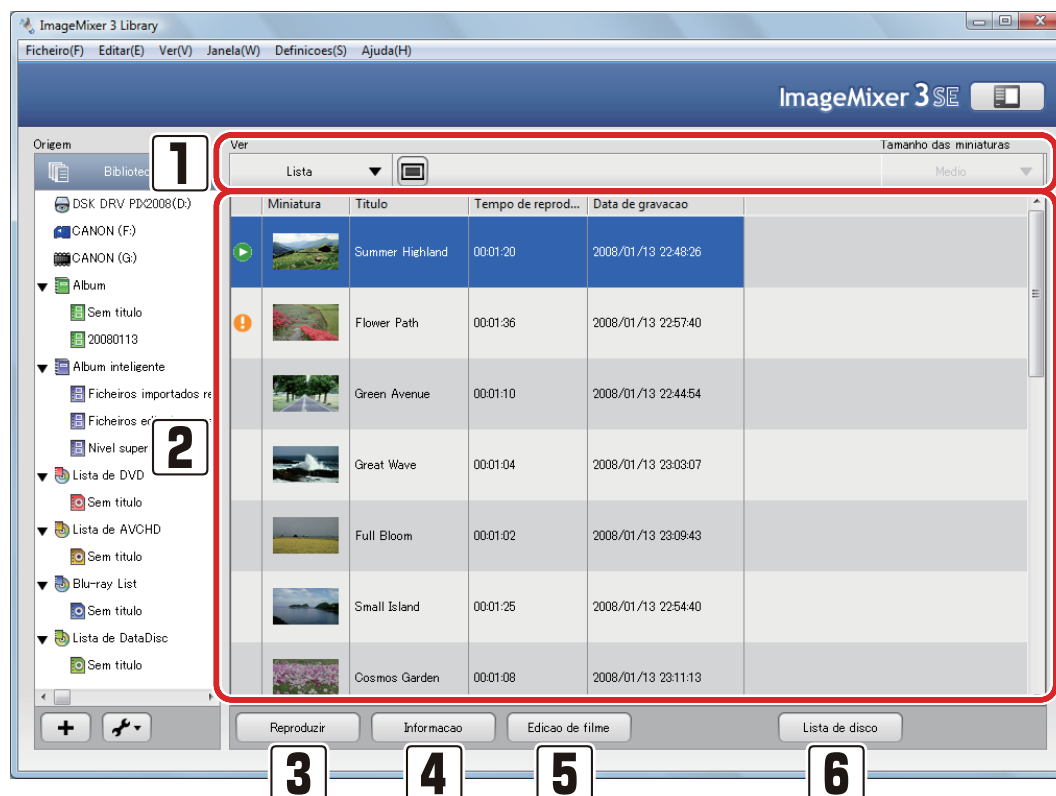 ImageMixer 3 Library
Ficheiro(F) Editar(E) Ver(V) Janela(W) Definicoes(S) Ajuda(H)
ImageMixer 3 SE
Origem
Ver
Tamanho das miniaturas
1
Lista
Medio
DSK DRV PIX2008(D:)
CANON (F:)
CANON (G:)
Album
Sem titulo
20080113
Album inteligente
Ficheiros importados
2
Nivel super
Lista de DVD
Sem titulo
Lista de AVCHD
Sem titulo
Blu-ray List
Sem titulo
Lista de DataDisc
Sem titulo
Miniatura Titulo Tempo de reprod... Data de gravacao
Summer Highland 00:01:20 2008/01/13 22:48:26
Flower Path 00:01:36 2008/01/13 22:57:40
Green Avenue 00:01:10 2008/01/13 22:44:54
Great Wave 00:01:04 2008/01/13 23:03:07
Full Bloom 00:01:02 2008/01/13 23:09:43
Small Island 00:01:25 2008/01/13 22:54:40
Cosmos Garden 00:01:08 2008/01/13 23:11:13
Reproduzir
Informacao
Edicao de filme
Lista de disco
3
4
5
6